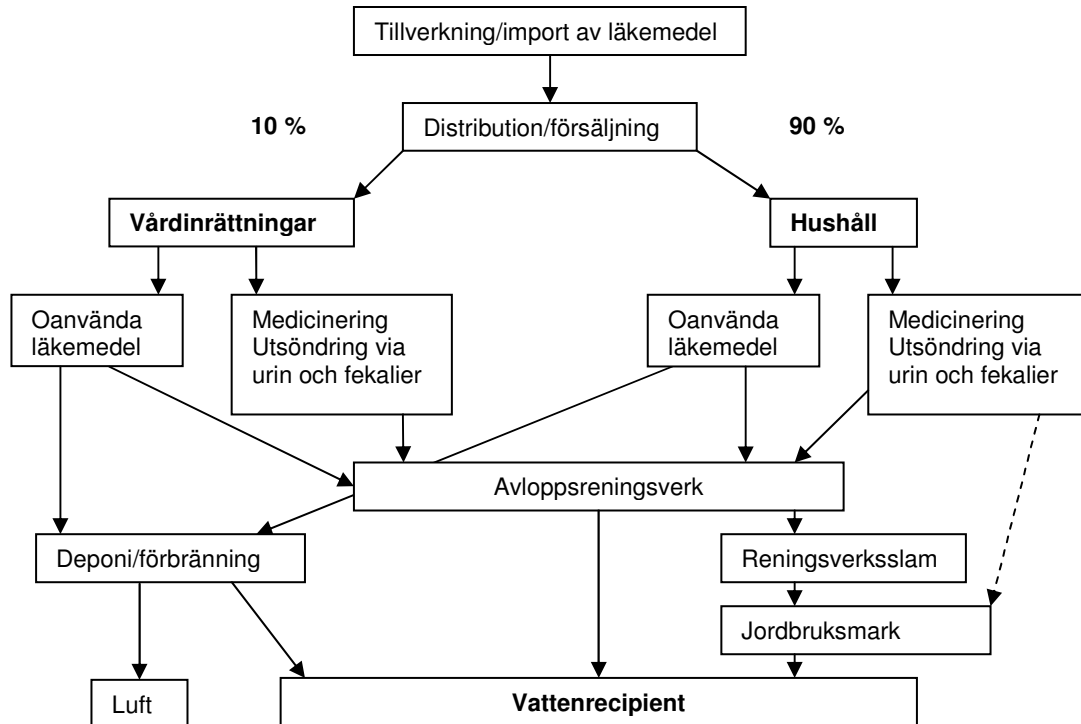 Tillverkning/import av läkemedel
10 %
Distribution/försäljning
90 %
Vårdinrättningar
Hushåll
Oanvända
läkemedel
Medicinering
Utsöndring via
urin och fekalier
Oanvända
läkemedel
Medicinering
Utsöndring via
urin och fekalier
Avloppsreningsverk
Deponi/förbränning
Reningsverksslam
Jordbruksmark
Luft
Vattenrecipient